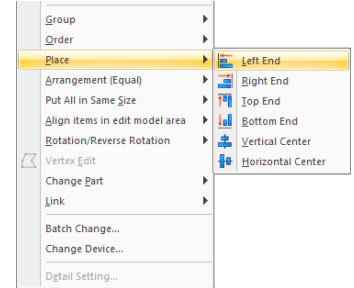 Group
Order
Place
Arrangement (Equal)
Put All in Same Size
Align items in edit model area
Rotation/Reverse Rotation
Vertex Edit
Change Part
Link
Batch Change...
Change Device...
Detail Setting...
Left End
Right End
Top End
Bottom End
Vertical Center
Horizontal Center